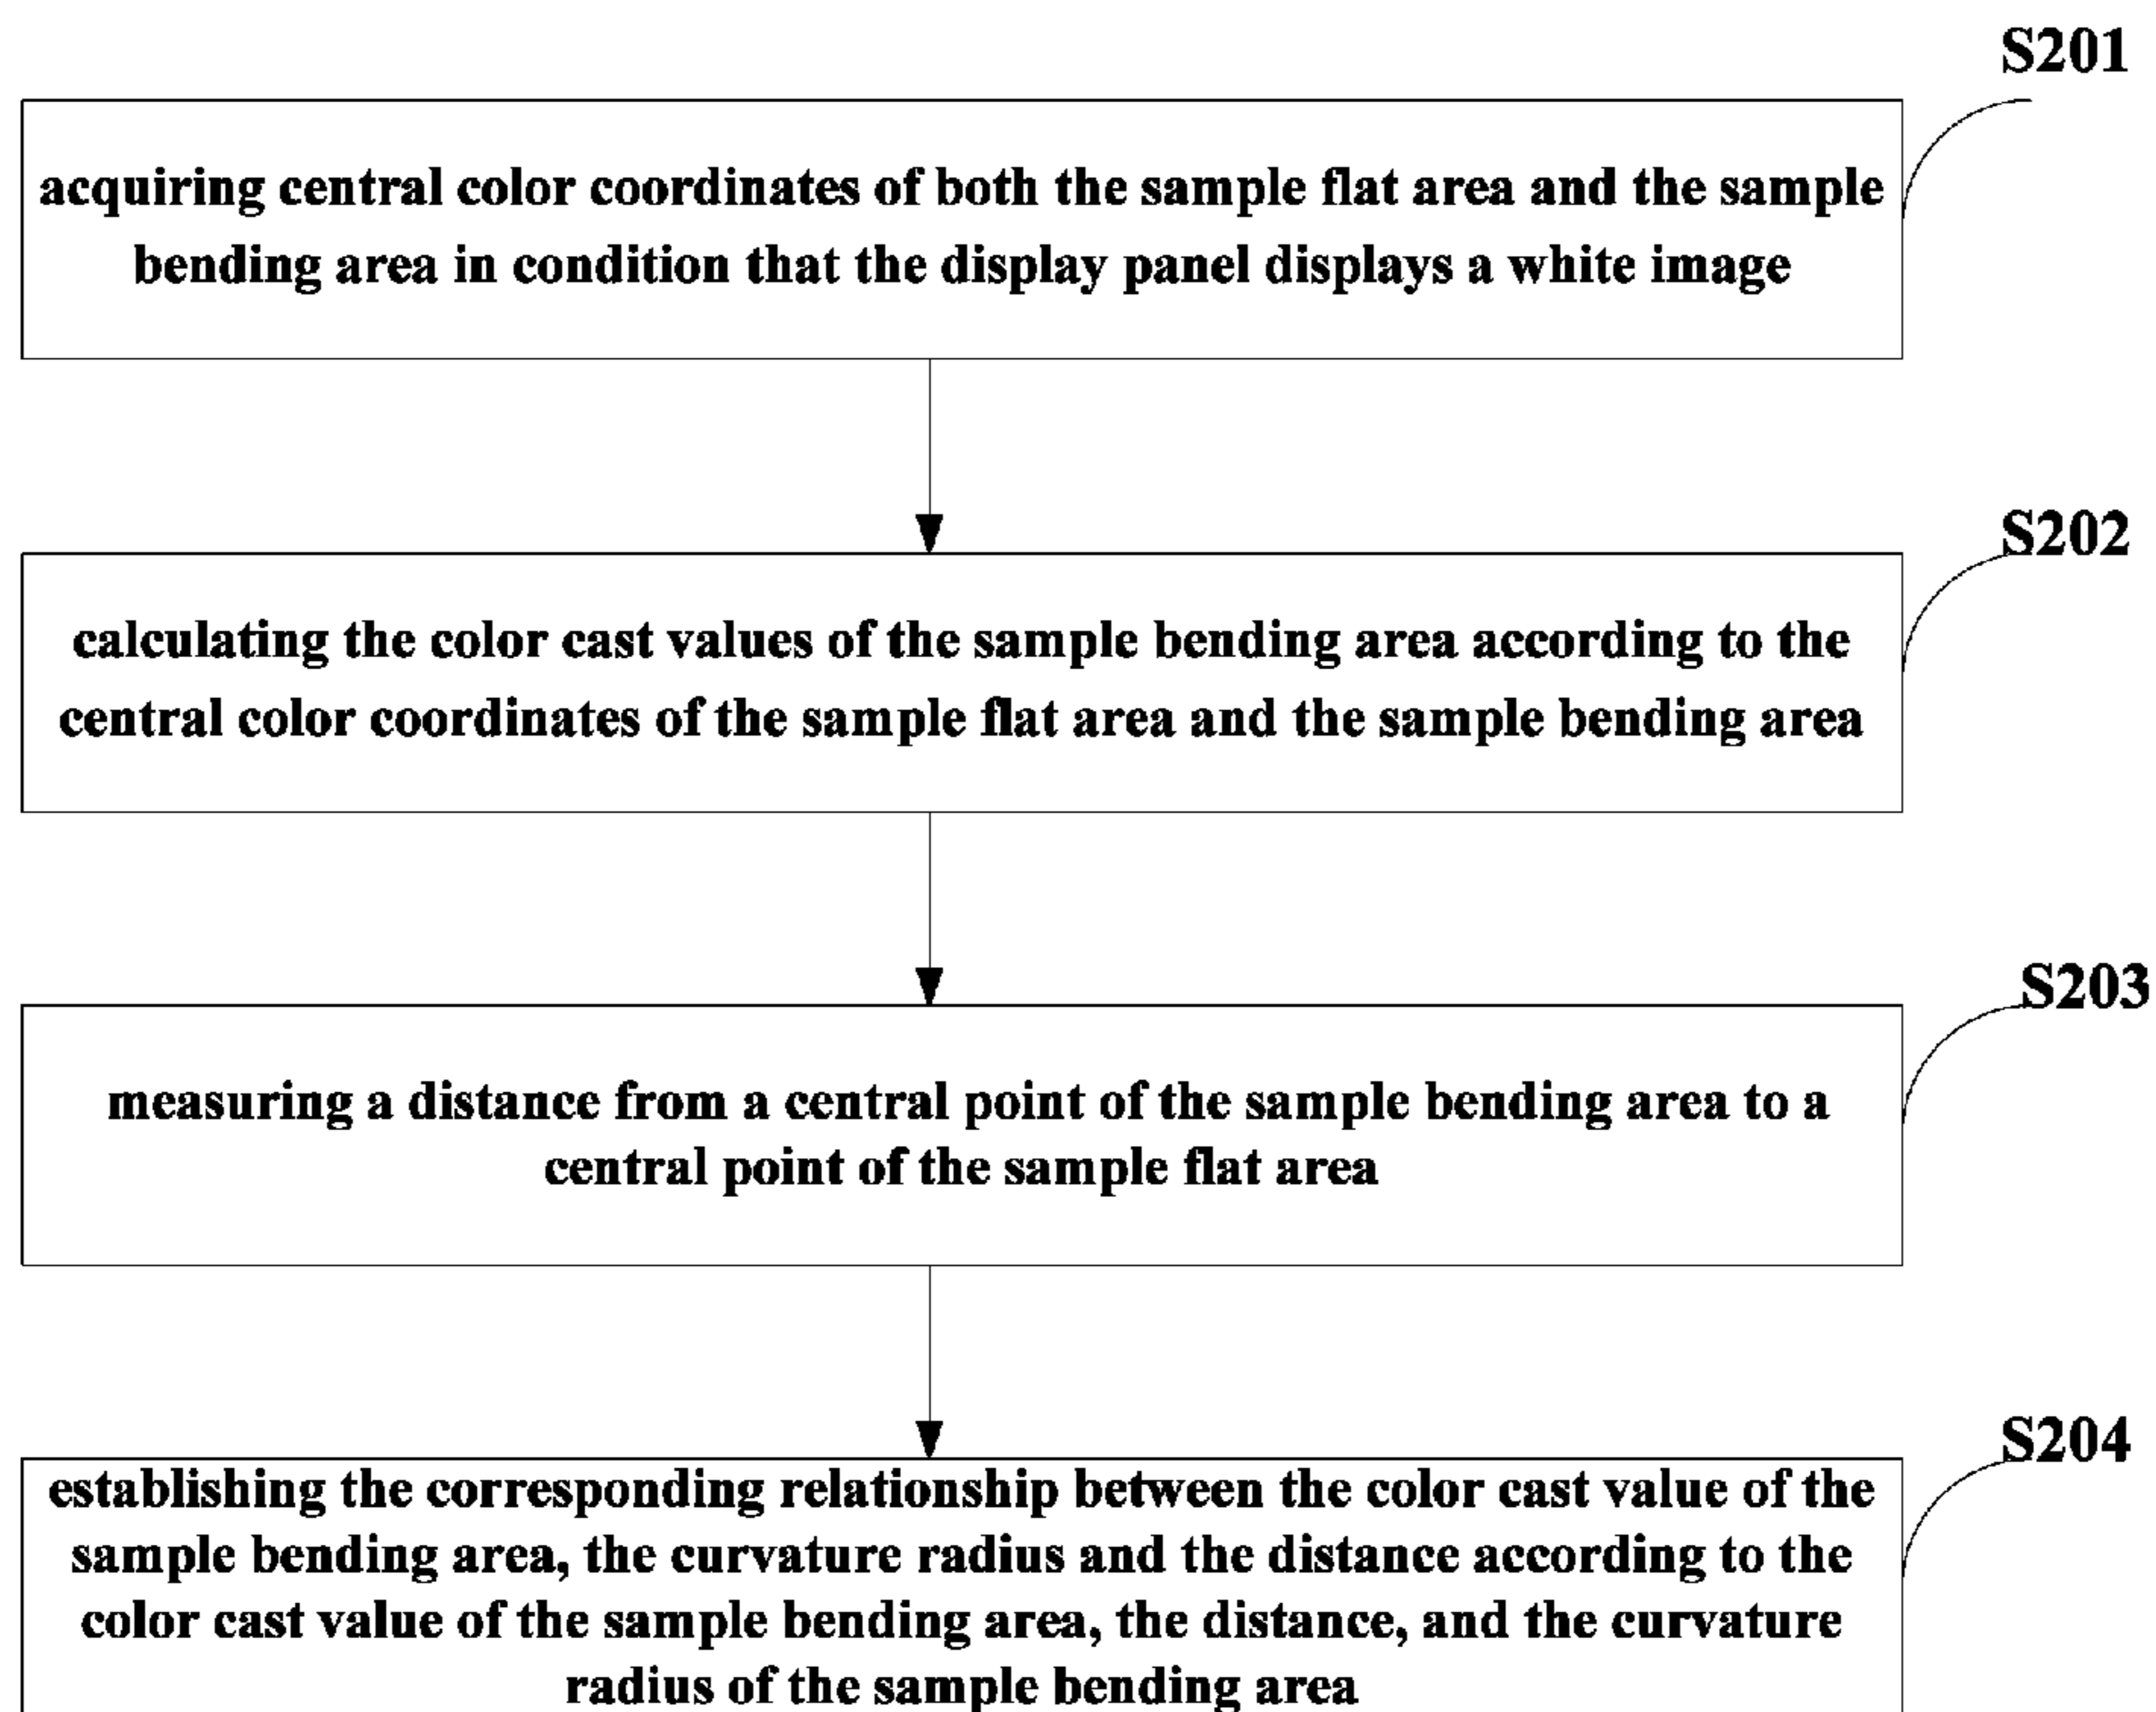 S201
acquiring central color coordinates of both the sample flat area and the sample
bending area in condition that the display panel displays a white image
S202
calculating the color cast values of the sample bending area according to the
central color coordinates of the sample flat area and the sample bending area
S203
measuring a distance from a central point of the sample bending area to a
central point of the sample flat area
S204
establishing the corresponding relationship between the color cast value of the
sample bending area, the curvature radius and the distance according to the
color cast value of the sample bending area, the distance, and the curvature
radius of the sample bending area